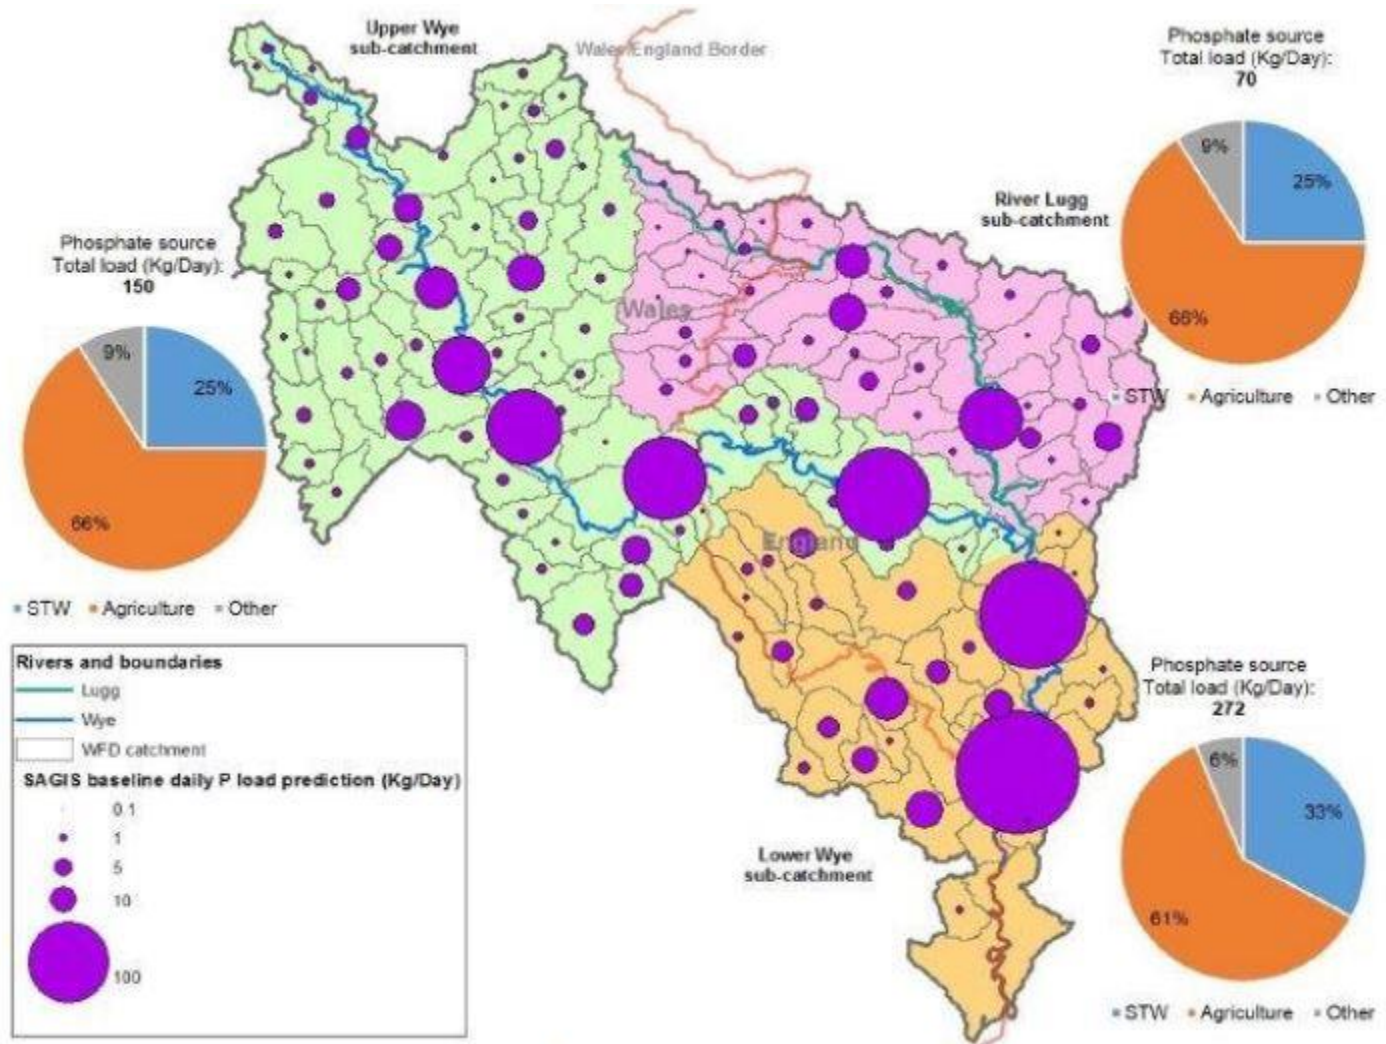 Upper Wye
sub-catchment
Wales/England Border
Phosphate source
Total load (Kg/Day):
70
9%
25%
66%
STW Agriculture Other
River Lugg
sub-catchment
Phosphate source
Total load (Kg/Day):
150
9%
25%
66%
STW Agriculture Other
Wales
England
Rivers and boundaries
Lugg
Wye
WFD catchment
SAGIS baseline daily P load prediction (Kg/Day)
0.1
1
5
10
100
Lower Wye
sub-catchment
Phosphate source
Total load (Kg/Day):
272
6%
33%
61%
STW Agriculture Other